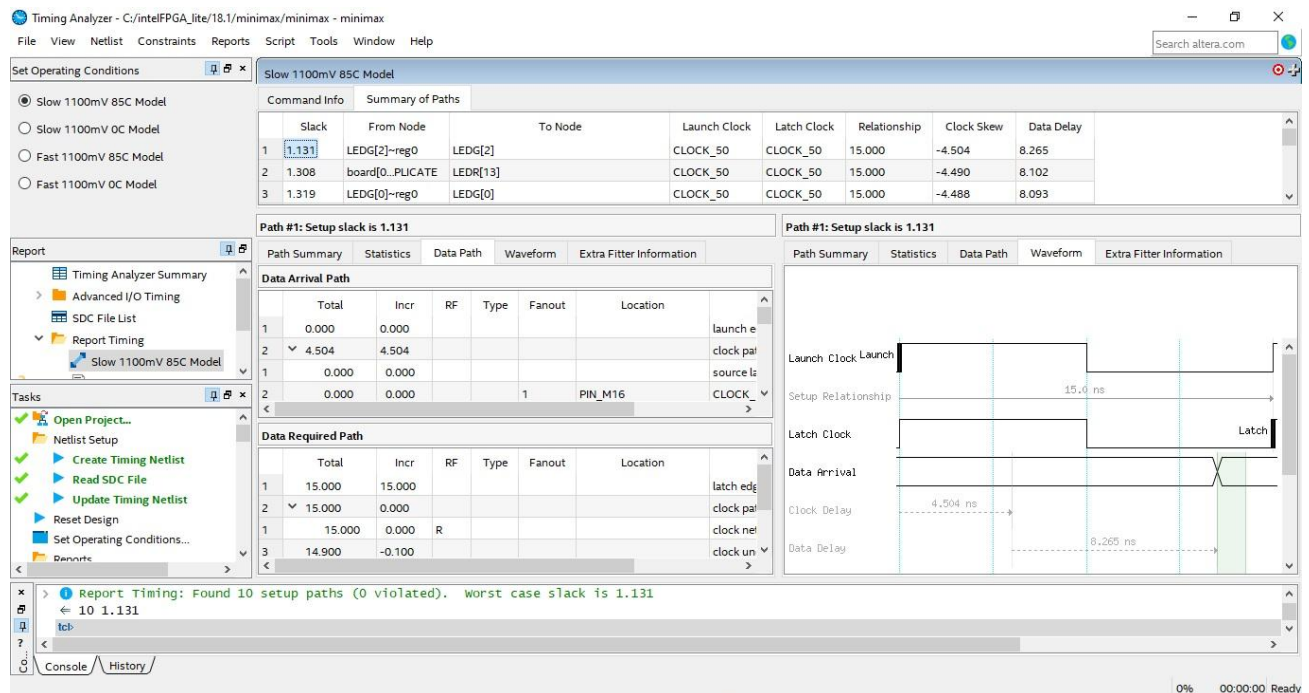 Timing Analyzer - C:/intelFPGA_lite/18.1/minimax/minimax - minimax
File View Netlist Constraints Reports Script Tools Window Help
Search altera.com
Set Operating Conditions
Slow 1100mV 85C Model
Slow 1100mV 0C Model
Fast 1100mV 85C Model
Fast 1100mV 0C Model
Report
Timing Analyzer Summary
Advanced I/O Timing
SDC File List
Report Timing
Slow 1100mV 85C Model
Tasks
Open Project...
Netlist Setup
Create Timing Netlist
Read SDC File
Update Timing Netlist
Reset Design
Set Operating Conditions...
Reports
Slow 1100mV 85C Model
Command Info Summary of Paths
Slack From Node To Node Launch Clock Latch Clock Relationship Clock Skew Data Delay
1 1.131 LEDG[2]~reg0 LEDG[2] CLOCK_50 CLOCK_50 15.000 -4.504 8.265
2 1.308 board[0...PLICATE LEDR[13] CLOCK_50 CLOCK_50 15.000 -4.490 8.102
3 1.319 LEDG[0]~reg0 LEDG[0] CLOCK_50 CLOCK_50 15.000 -4.488 8.093
Path #1: Setup slack is 1.131
Path Summary Statistics Data Path Waveform Extra Fitter Information
Data Arrival Path
Total Incr RF Type Fanout Location
1 0.000 0.000 launch e
2 4.504 4.504 clock pa
1 0.000 0.000 source la
2 0.000 0.000 1 PIN_M16 CLOCK_
Data Required Path
Total Incr RF Type Fanout Location
1 15.000 15.000 latch edg
2 15.000 0.000 clock pa
1 15.000 0.000 R clock net
3 14.900 -0.100 clock un
Path #1: Setup slack is 1.131
Path Summary Statistics Data Path Waveform Extra Fitter Information
Launch Clock Launch
Setup Relationship 15.0 ns
Latch Clock Latch
Data Arrival
Clock Delay 4.504 ns
Data Delay 8.265 ns
Report Timing: Found 10 setup paths (0 violated). Worst case slack is 1.131
10 1.131
tcl>
Co...
Console History
0% 00:00:00 Ready